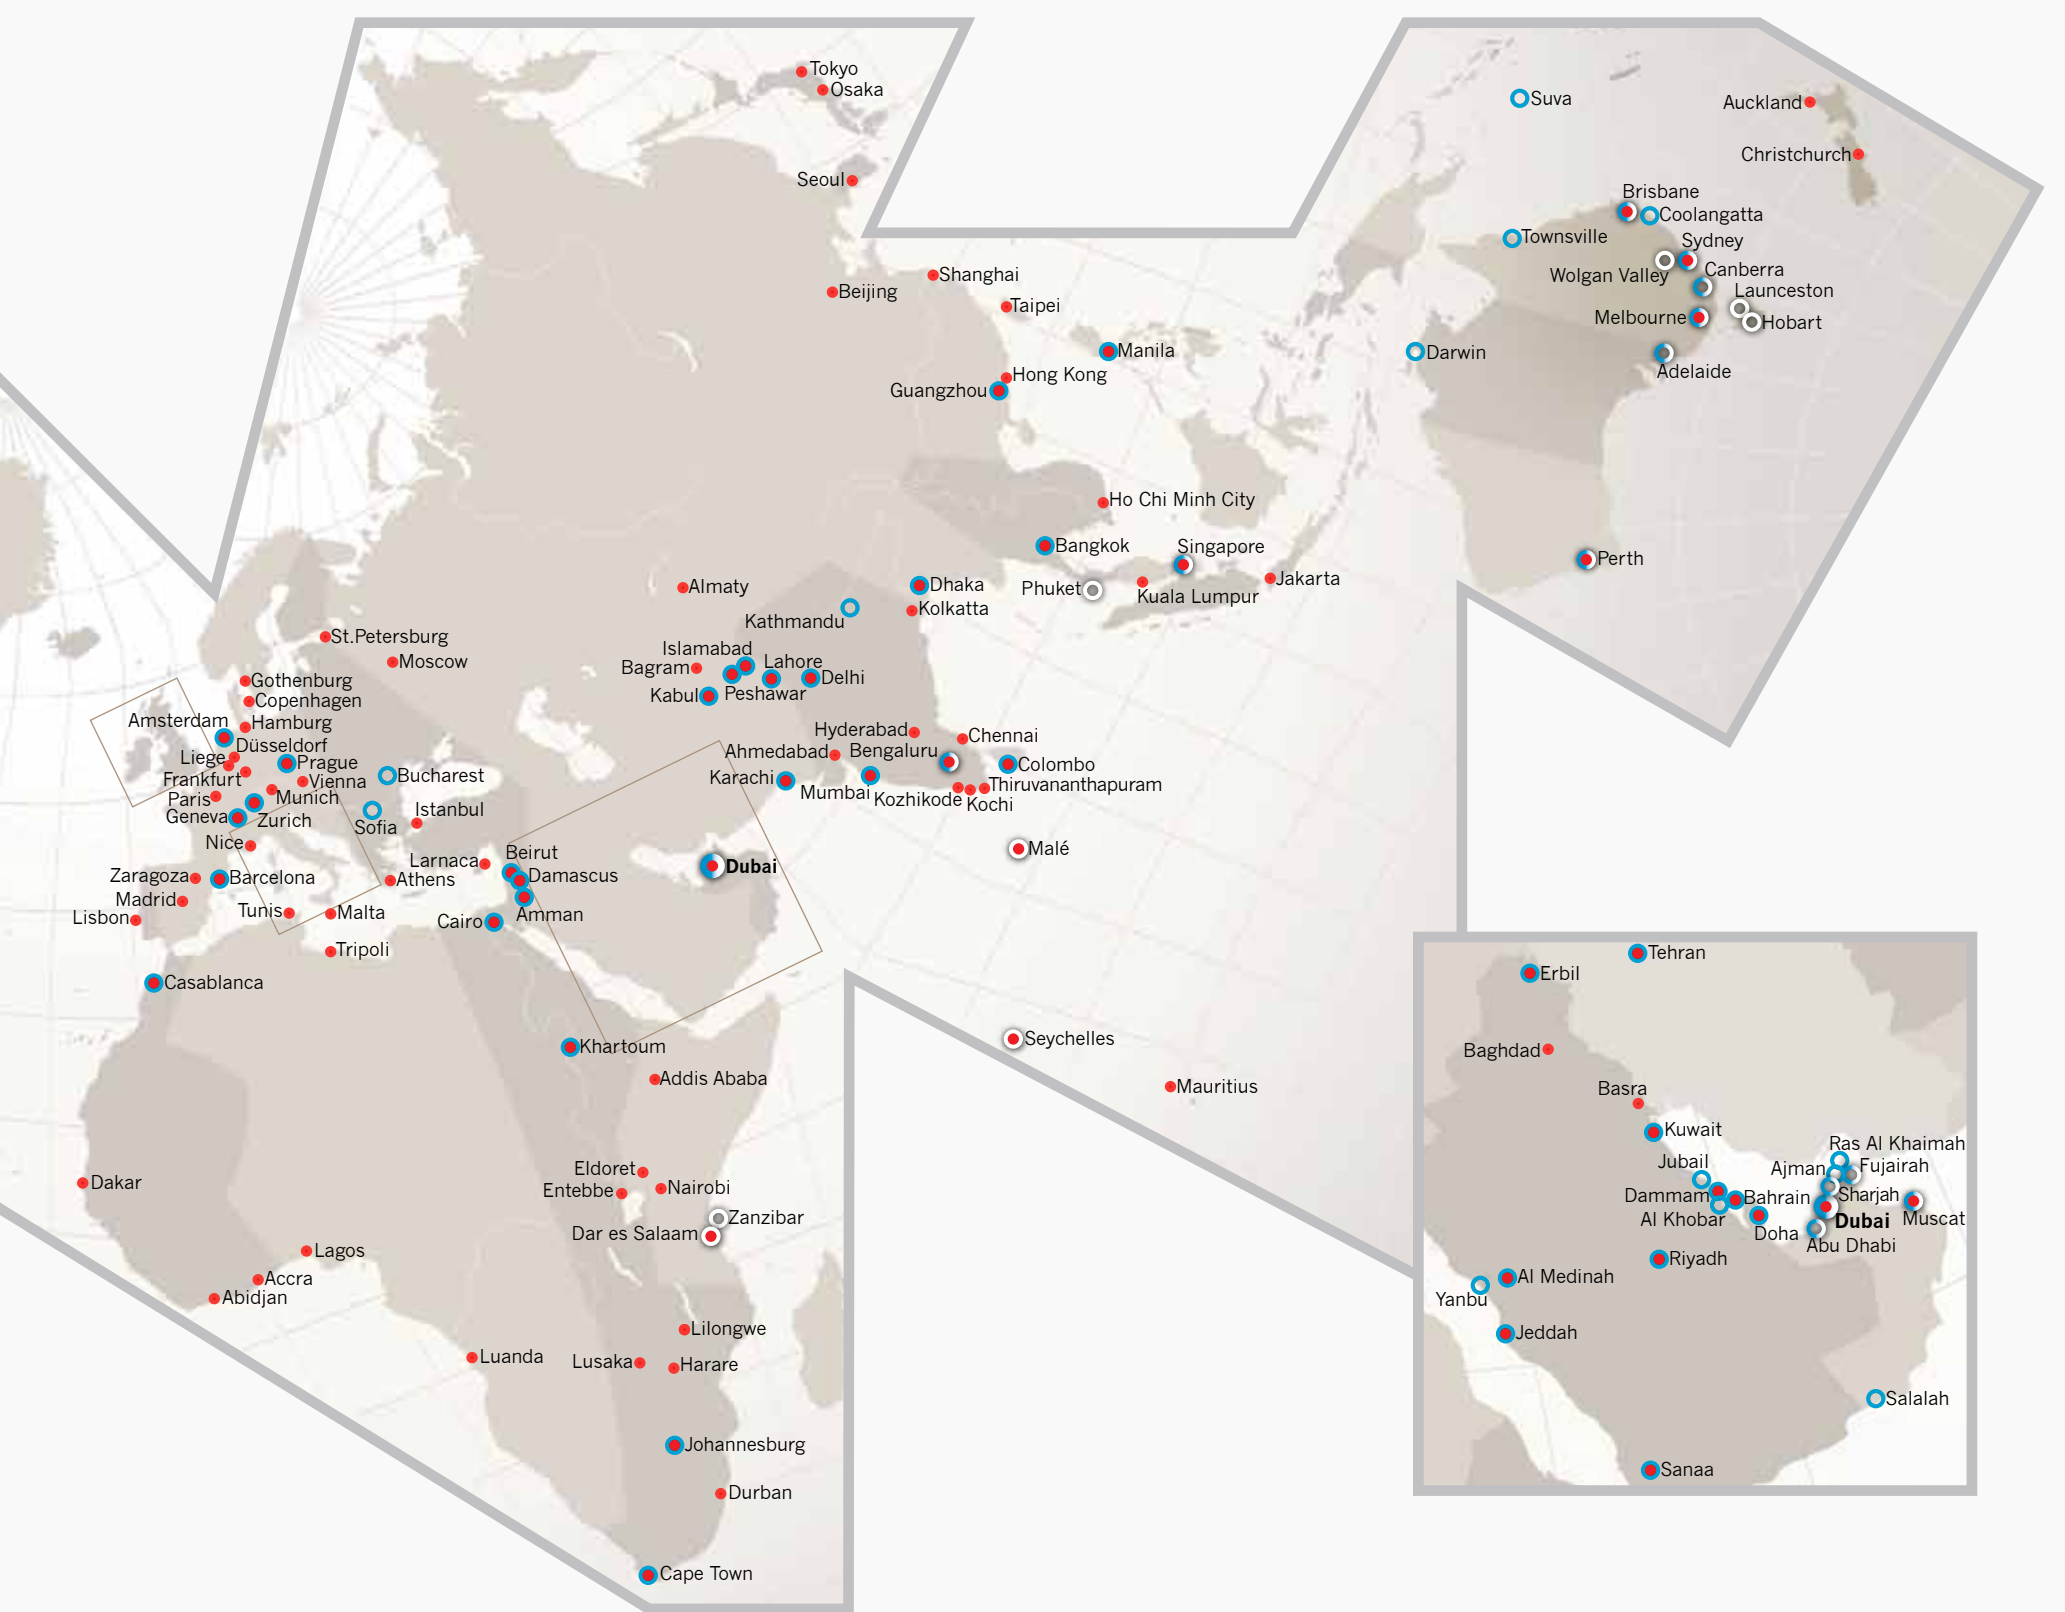 Tokyo
Osaka
Seoul
Shanghai
Beijing
Taipei
Manila
Hong Kong
Guangzhou
Ho Chi Minh City
Bangkok
Singapore
Phuket
Kuala Lumpur
Jakarta
Suva
Auckland
Christchurch
Brisbane
Coolangatta
Townsville
Sydney
Wolgan Valley
Canberra
Launceston
Melbourne
Hobart
Darwin
Adelaide
Perth
Almaty
Dhaka
Kolkatta
Kathmandu
Islamabad
Bagram
Lahore
Delhi
Kabul
Peshawar
Hyderabad
Chennai
Ahmedabad
Bengaluru
Karachi
Colombo
Mumbai
Thiruvananthapuram
Kozhikode
Kochi
Malé
Dubai
St.Petersburg
Moscow
Gothenburg
Copenhagen
Amsterdam
Hamburg
Düsseldorf
Liege
Prague
Frankfurt
Vienna
Bucharest
Paris
Munich
Geneva
Zurich
Istanbul
Sofia
Nice
Larnaca
Beirut
Zaragoza
Barcelona
Athens
Damascus
Madrid
Lisbon
Tunis
Malta
Cairo
Amman
Tripoli
Casablanca
Khartoum
Addis Ababa
Seychelles
Mauritius
Dakar
Eldoret
Entebbe
Nairobi
Zanzibar
Dar es Salaam
Lagos
Accra
Abidjan
Lilongwe
Luanda
Lusaka
Harare
Johannesburg
Durban
Cape Town
Tehran
Erbil
Baghdad
Basra
Kuwait
Ras Al Khaimah
Jubail
Ajman
Fujairah
Dammam
Bahrain
Sharjah
Al Khobar
Dubai
Muscat
Doha
Abu Dhabi
Riyadh
Al Medinah
Yanbu
Jeddah
Salalah
Sanaa